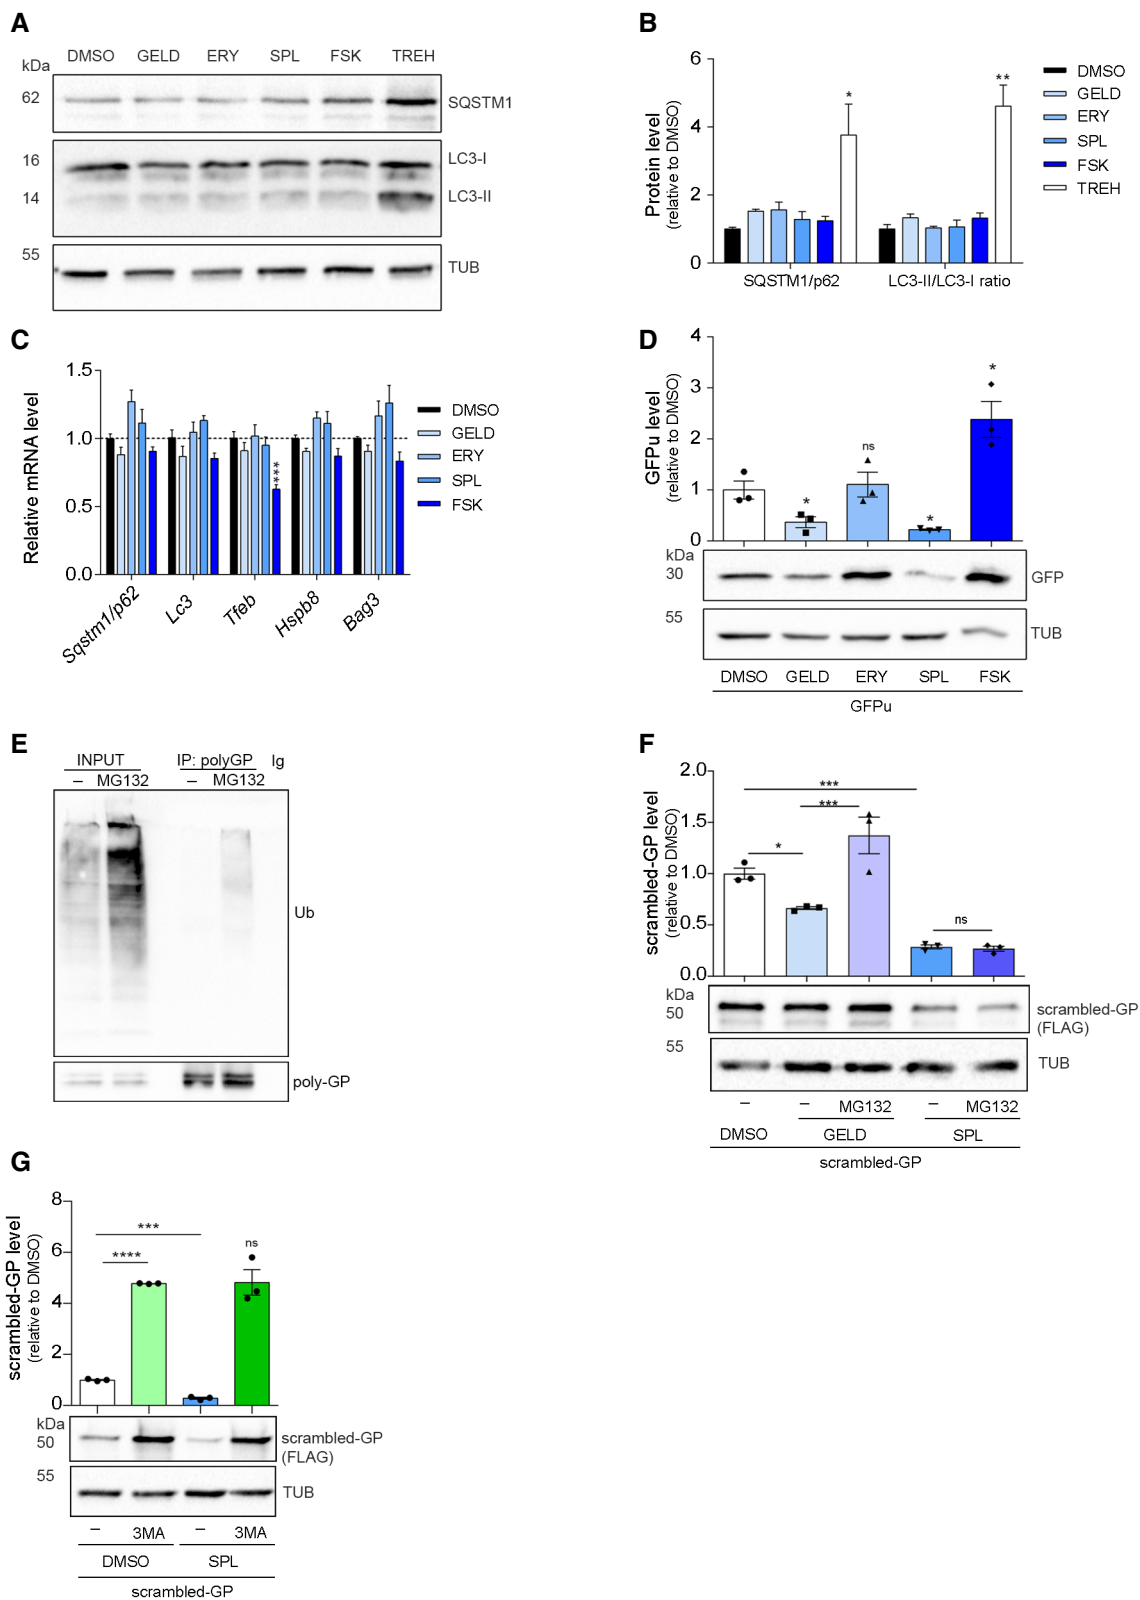 A
DMSO GELD ERY SPL FSK TREH
kDa
62
SQSTM1
16
LC3-I
14
LC3-II
55
TUB
B
Protein level
(relative to DMSO)
6
4
2
0
*
**
SQSTM1/p62 LC3-II/LC3-I ratio
DMSO
GELD
ERY
SPL
FSK
TREH
C
Relative mRNA level
1.5
1.0
0.5
0.0
****
Sqstm1/p62 Lc3 Tfeb Hspb8 Bag3
DMSO
GELD
ERY
SPL
FSK
D
GFPu level
(relative to DMSO)
4
3
2
1
0
* ns * *
kDa
30
GFP
55
TUB
DMSO GELD ERY SPL FSK
GFPu
E
INPUT IP: polyGP Ig
– MG132 – MG132
Ub
poly-GP
F
scrambled-GP level
(relative to DMSO)
2.0
1.5
1.0
0.5
0.0
***
***
*
ns
kDa
50
scrambled-GP
(FLAG)
55
TUB
– – MG132 – MG132
DMSO GELD SPL
scrambled-GP
G
scrambled-GP level
(relative to DMSO)
8
6
4
2
0
***
****
ns
kDa
50
scrambled-GP
(FLAG)
55
TUB
– 3MA – 3MA
DMSO SPL
scrambled-GP